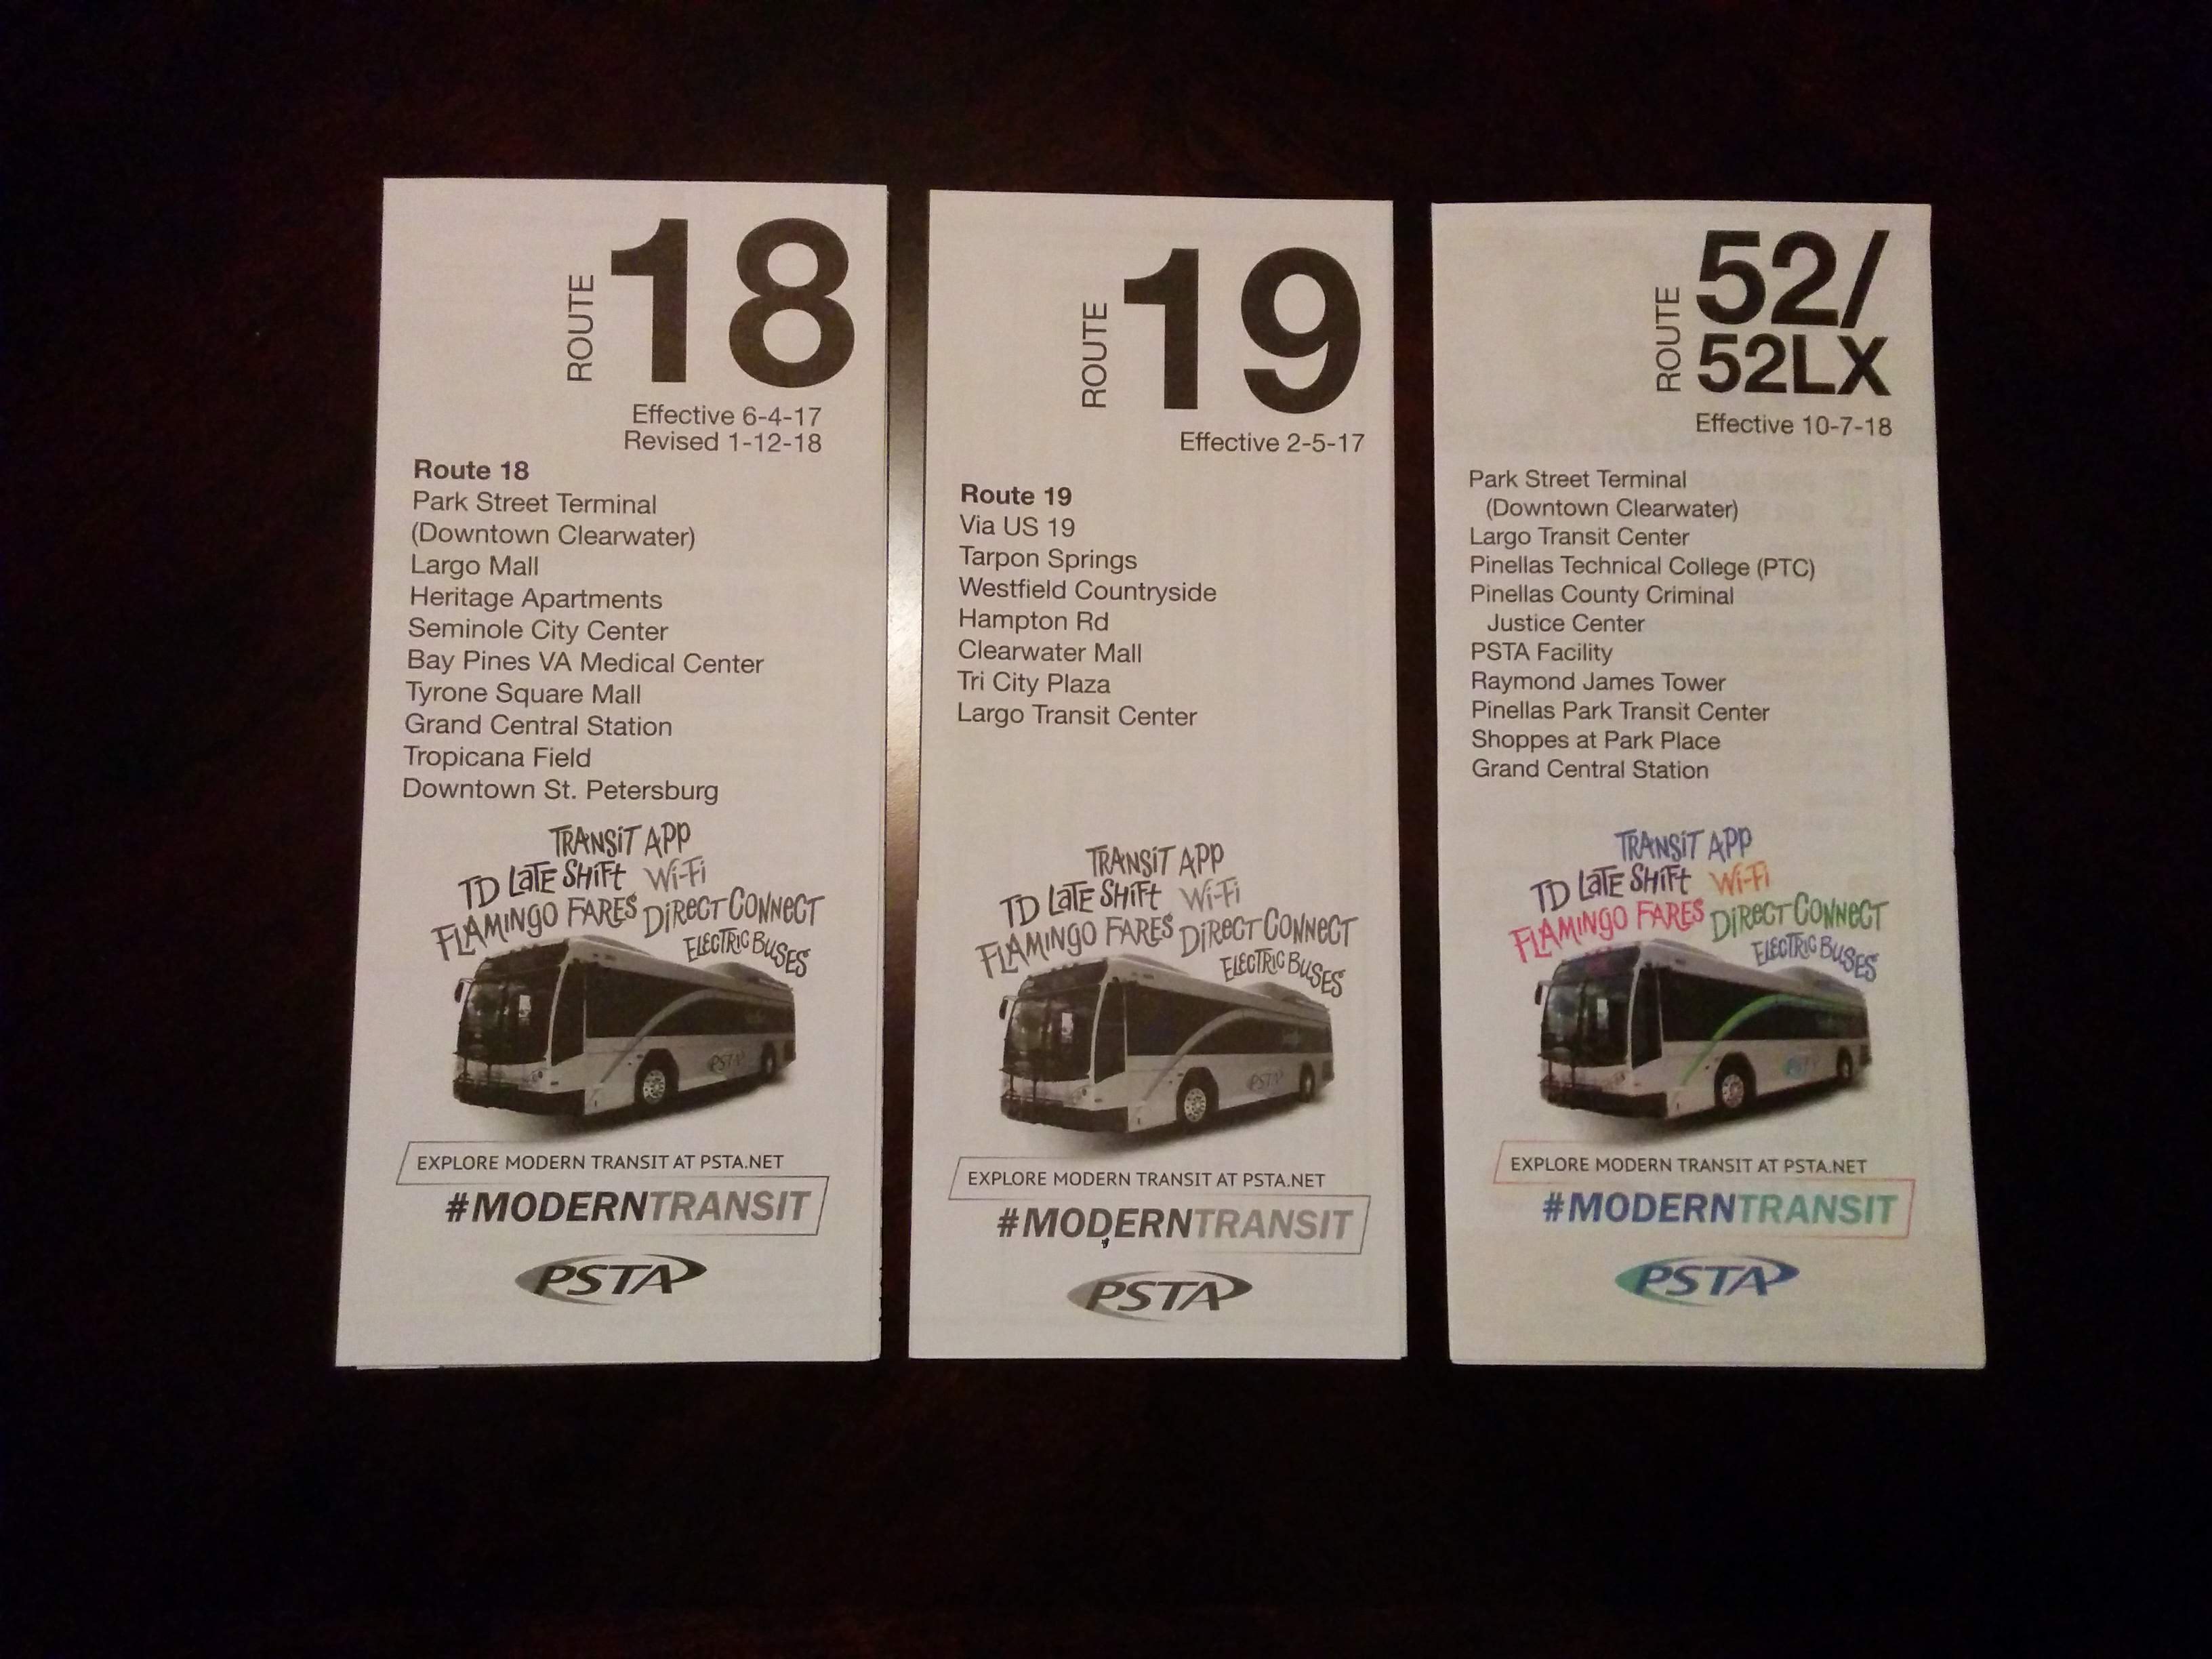 ROUTE
18
Effective 6-4-17
Revised 1-12-18
Route 18
Park Street Terminal
(Downtown Clearwater)
Largo Mall
Heritage Apartments
Seminole City Center
Bay Pines VA Medical Center
Tyrone Square Mall
Grand Central Station
Tropicana Field
Downtown St. Petersburg
TRANSiT APP
TD LaTE SHiFt Wi-Fi
FLAMINGO FARES DiRecT CONNecT
ELECTRIC BUSES
PSTA
EXPLORE MODERN TRANSIT AT PSTA.NET
#MODERNTRANSIT
PSTA
ROUTE
19
Effective 2-5-17
Route 19
Via US 19
Tarpon Springs
Westfield Countryside
Hampton Rd
Clearwater Mall
Tri City Plaza
Largo Transit Center
TRANSiT APP
TD LaTE SHiFt Wi-Fi
FLAMINGO FARES DiRecT CONNecT
ELECTRIC BUSES
PSTA
EXPLORE MODERN TRANSIT AT PSTA.NET
#MODERNTRANSIT
PSTA
ROUTE
52/
52LX
Effective 10-7-18
Park Street Terminal
(Downtown Clearwater)
Largo Transit Center
Pinellas Technical College (PTC)
Pinellas County Criminal
Justice Center
PSTA Facility
Raymond James Tower
Pinellas Park Transit Center
Shoppes at Park Place
Grand Central Station
TRANSiT APP
TD LaTE SHiFt Wi-Fi
FLAMINGO FARES DiRecT CONNecT
ELECTRIC BUSES
PSTA
EXPLORE MODERN TRANSIT AT PSTA.NET
#MODERNTRANSIT
PSTA